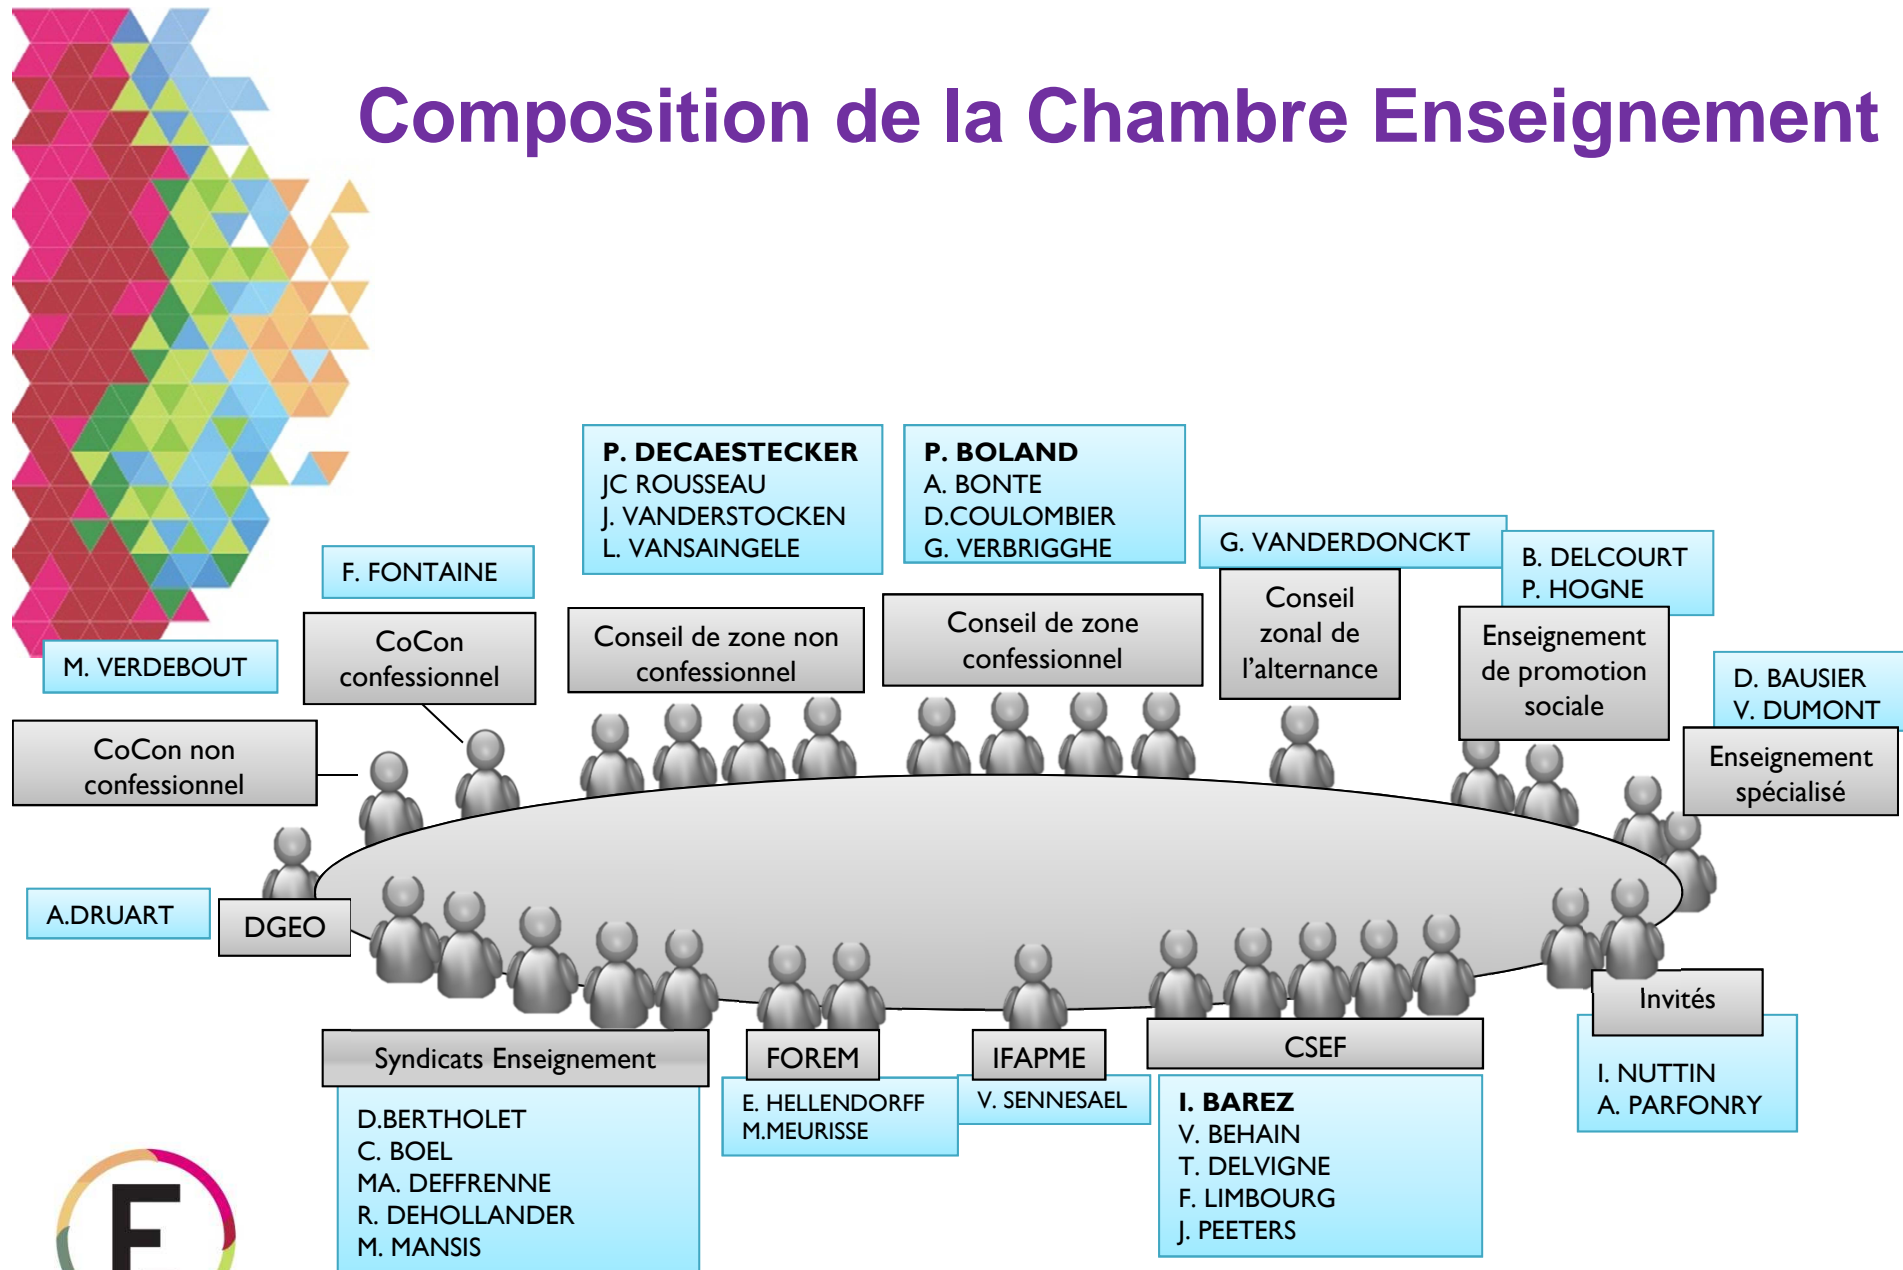 Composition de la Chambre Enseignement
P. DECAESTECKER
JC ROUSSEAU
J. VANDERSTOCKEN
L. VANSAINGELE
P. BOLAND
A. BONTE
D.COULOMBIER
G. VERBRIGGHE
G. VANDERDONCKT
B. DELCOURT
P. HOGNE
F. FONTAINE
CoCon
confessionnel
Conseil de zone non
confessionnel
Conseil de zone
confessionnel
Conseil
zonal de
l'alternance
Enseignement
de promotion
sociale
M. VERDEBOUT
CoCon non
confessionnel
D. BAUSIER
V. DUMONT
Enseignement
spécialisé
A.DRUART
DGEO
Syndicats Enseignement
D.BERTHOLET
C. BOEL
MA. DEFFRENNE
R. DEHOLLANDER
M. MANSIS
FOREM
E. HELLENDORFF
M.MEURISSE
IFAPME
V. SENNESAEL
CSEF
I. BAREZ
V. BEHAIN
T. DELVIGNE
F. LIMBOURG
J. PEETERS
Invités
I. NUTTIN
A. PARFONRY